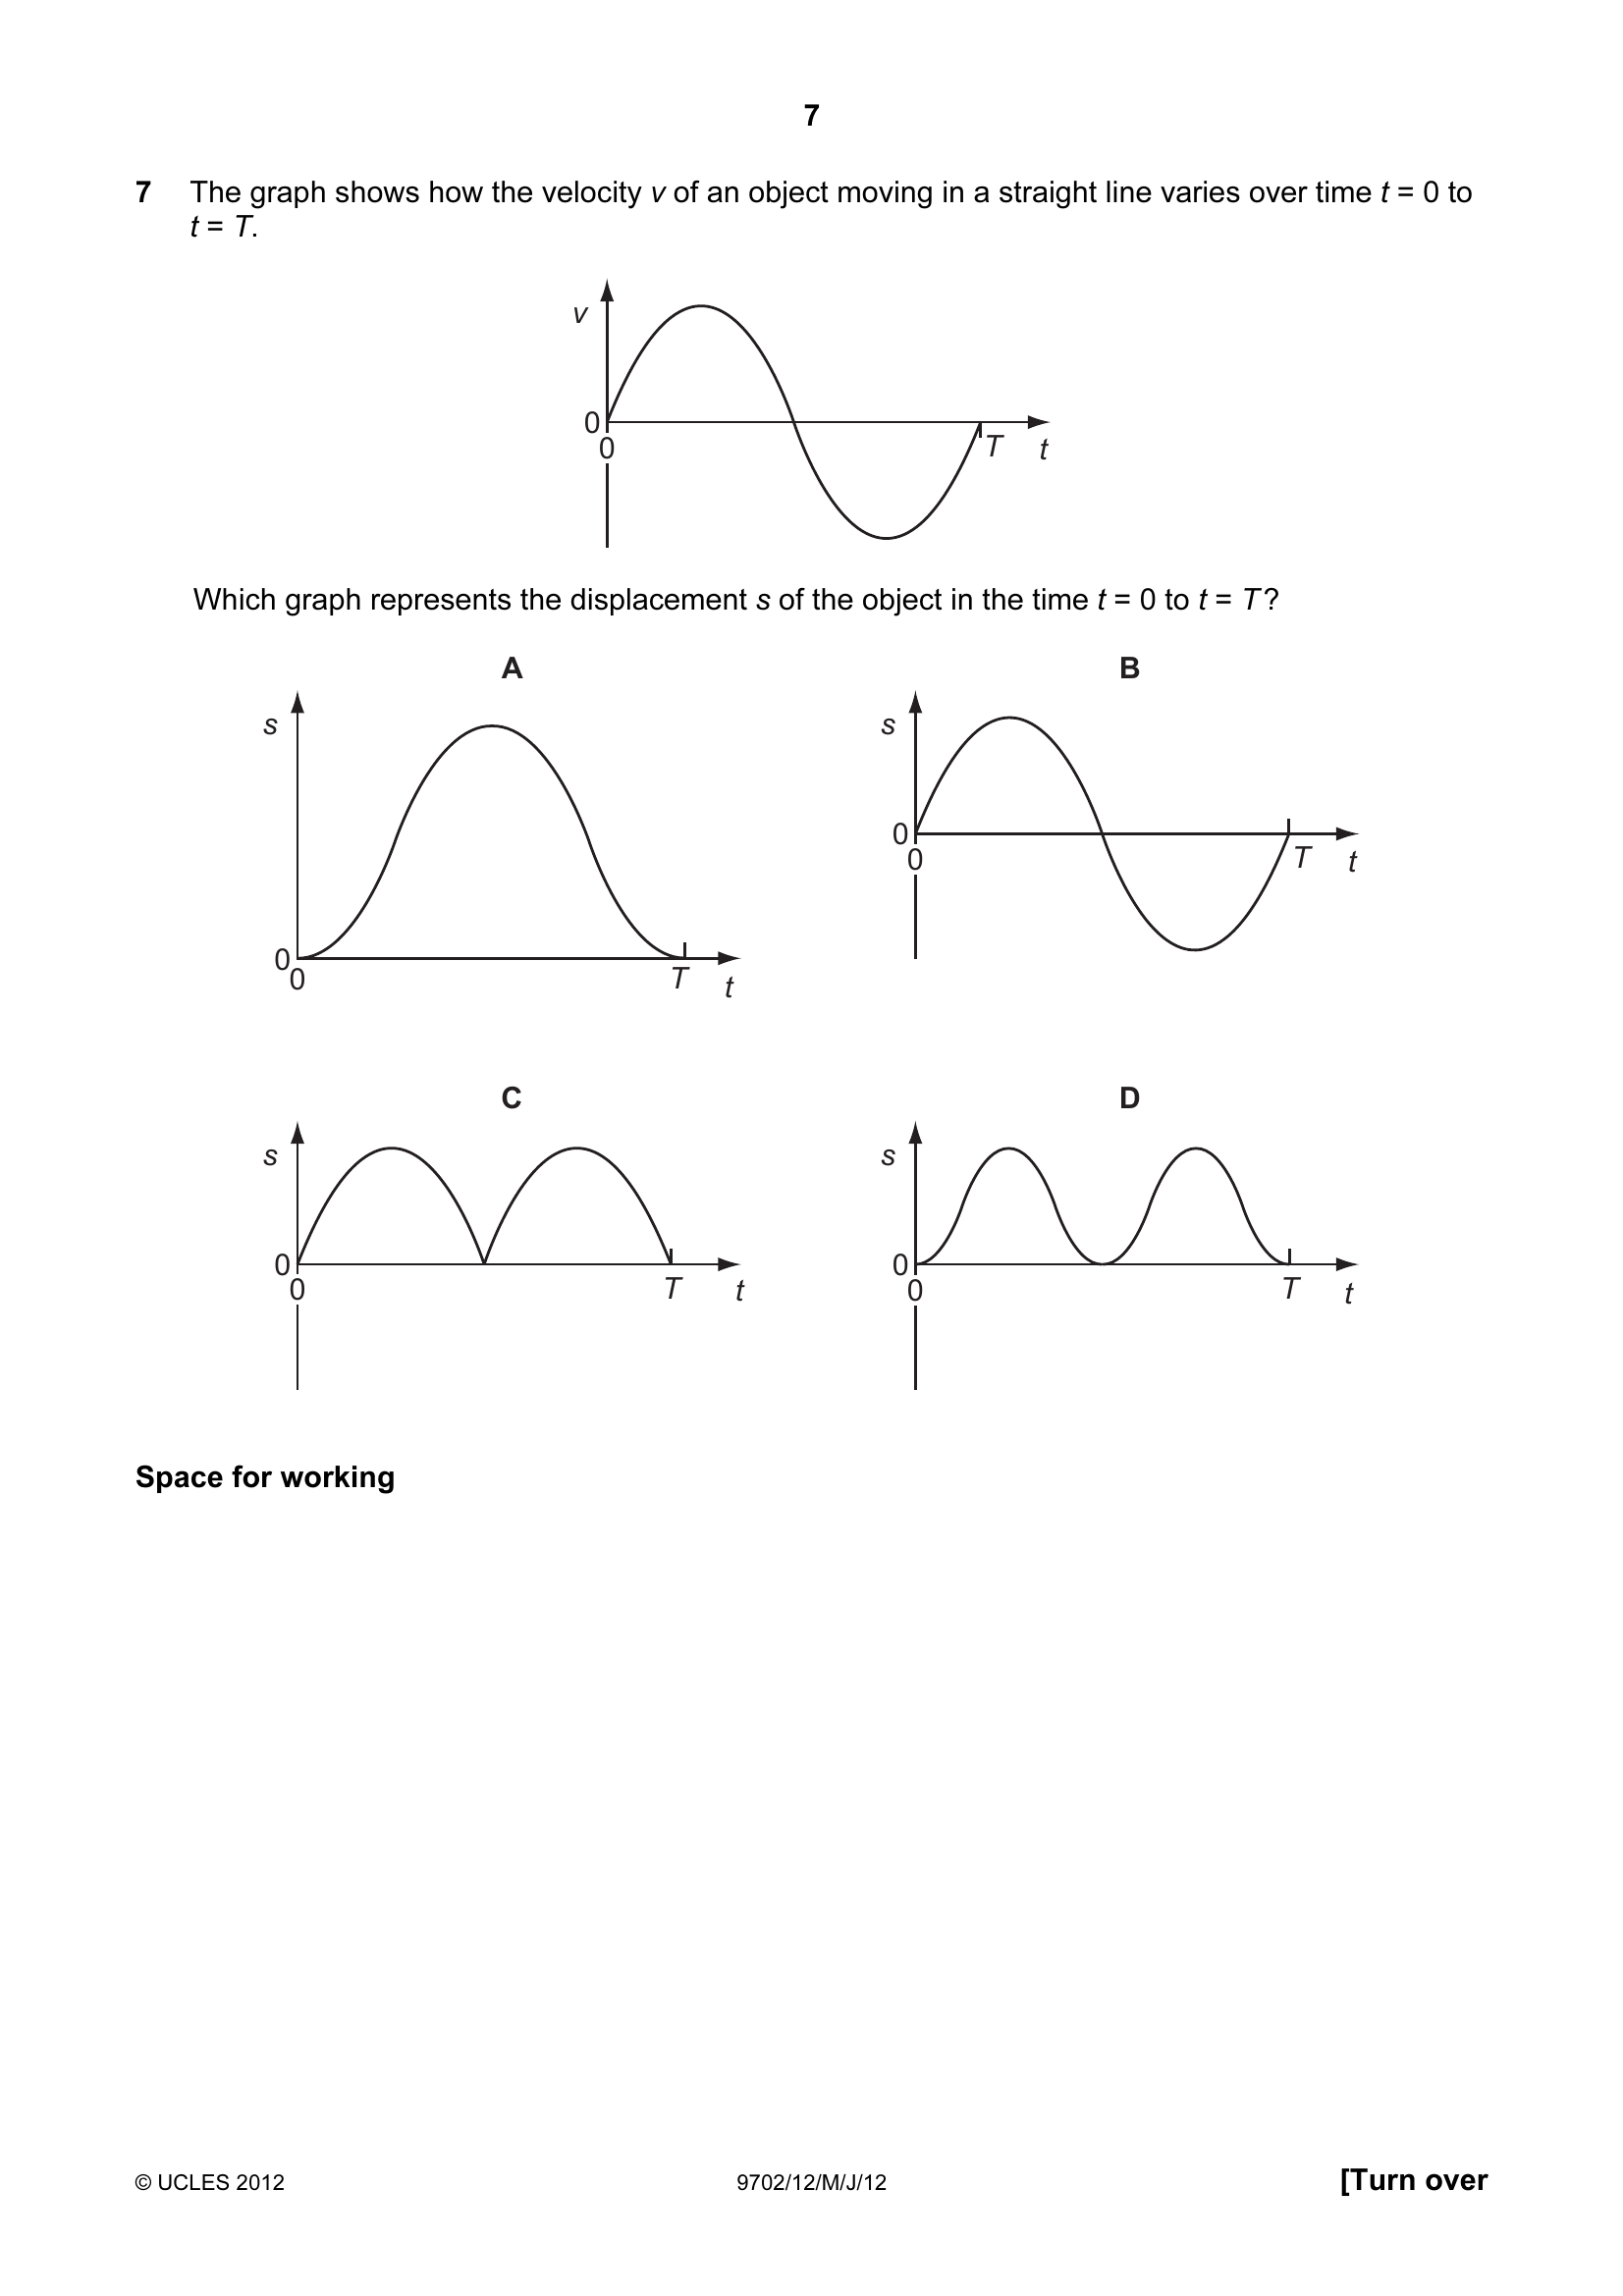 7
7 The graph shows how the velocity v of an object moving in a straight line varies over time t = 0 to
t = T.
v
0
0
T
t
Which graph represents the displacement s of the object in the time t = 0 to t = T?
A
s
0
0
T
t
B
s
0
0
T
t
C
s
0
0
T
t
D
s
0
0
T
t
Space for working
© UCLES 2012
9702/12/M/J/12
[Turn over